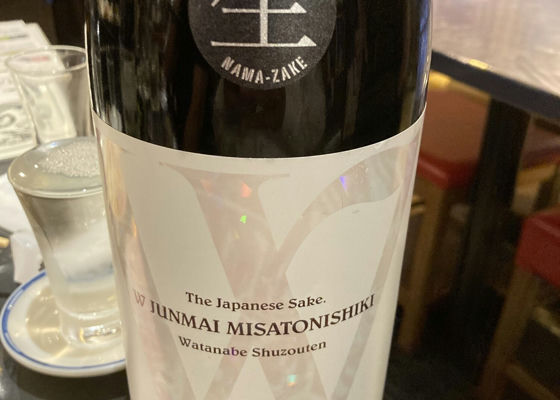 生
NAMA-ZAKE
The Japanese Sake.
W JUNMAI MISATONISHIKI
Watanabe Shuzouten
W